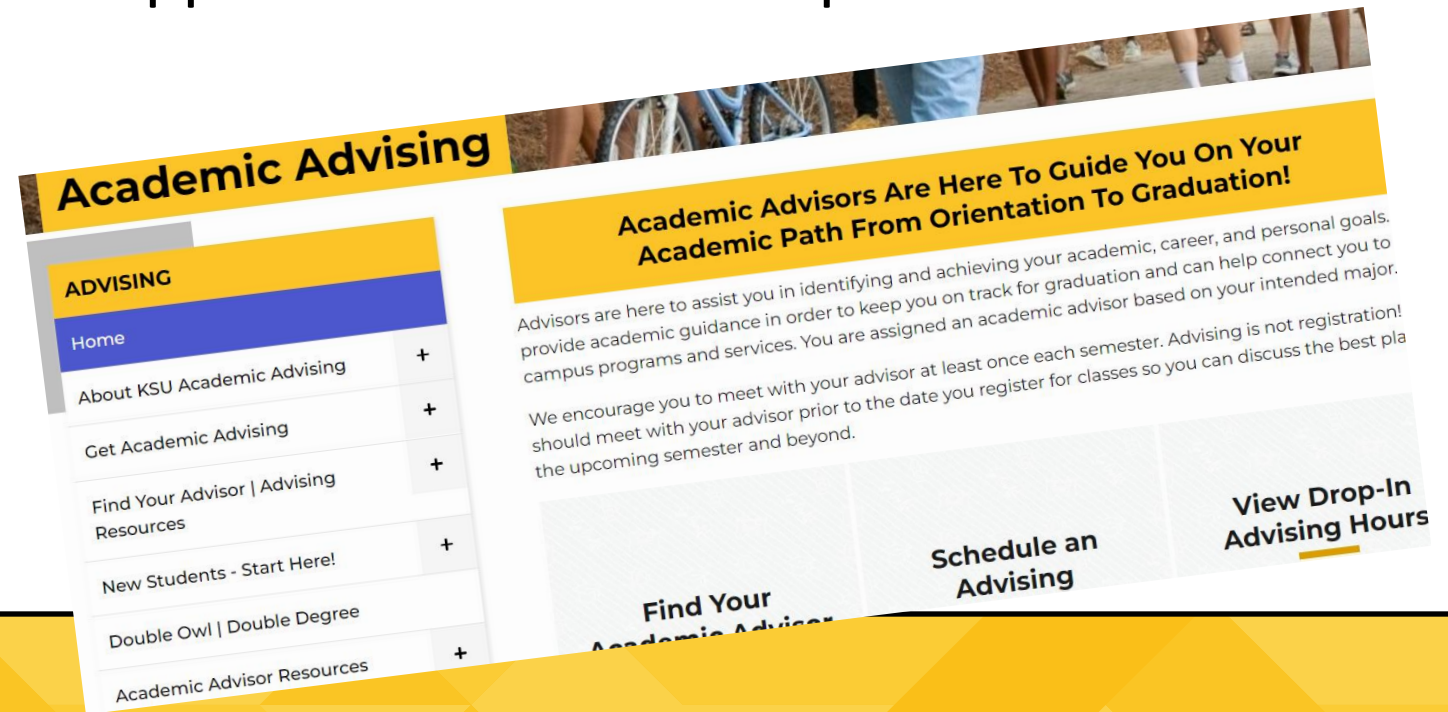 Academic Advising
ADVISING
Home
About KSU Academic Advising +
Get Academic Advising +
Find Your Advisor | Advising +
Resources
New Students - Start Here! +
Double Owl | Double Degree
Academic Advisor Resources +
Academic Advisors Are Here To Guide You On Your
Academic Path From Orientation To Graduation!
Advisors are here to assist you in identifying and achieving your academic, career, and personal goals.
provide academic guidance in order to keep you on track for graduation and can help connect you to
campus programs and services. You are assigned an academic advisor based on your intended major.
We encourage you to meet with your advisor at least once each semester. Advising is not registration!
should meet with your advisor prior to the date you register for classes so you can discuss the best pla
the upcoming semester and beyond.
Find Your
Academic Advisor
Schedule an
Advising
View Drop-In
Advising Hours